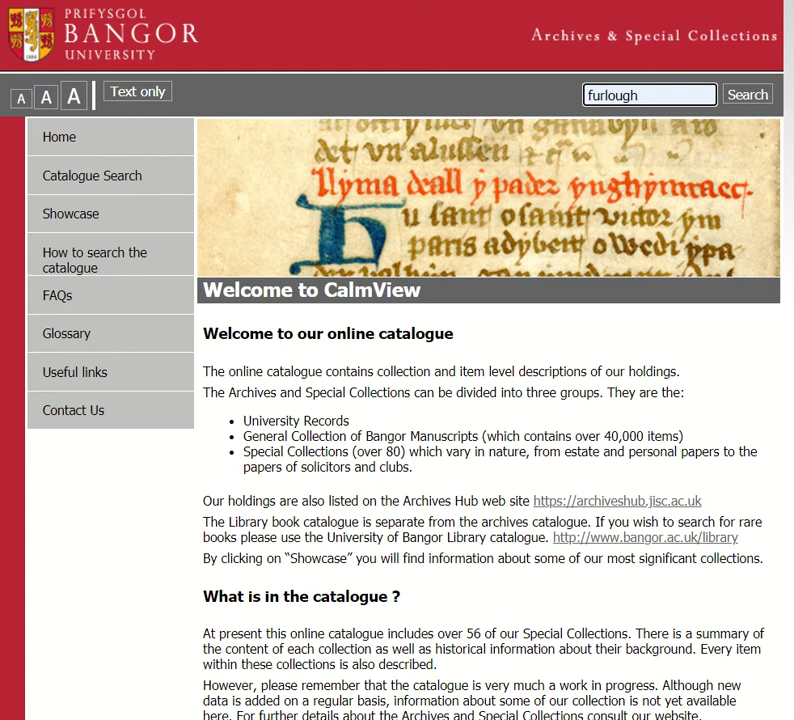 PRIFYSGOL
BANGOR
UNIVERSITY
Archives & Special Collections
A A A Text only
furlough Search
Home
Catalogue Search
Showcase
How to search the
catalogue
FAQs
Glossary
Useful links
Contact Us
Welcome to CalmView
Welcome to our online catalogue
The online catalogue contains collection and item level descriptions of our holdings.
The Archives and Special Collections can be divided into three groups. They are the:
• University Records
• General Collection of Bangor Manuscripts (which contains over 40,000 items)
• Special Collections (over 80) which vary in nature, from estate and personal papers to the
papers of solicitors and clubs.
Our holdings are also listed on the Archives Hub web site https://archiveshub.jisc.ac.uk
The Library book catalogue is separate from the archives catalogue. If you wish to search for rare
books please use the University of Bangor Library catalogue. http://www.bangor.ac.uk/library
By clicking on “Showcase” you will find information about some of our most significant collections.
What is in the catalogue ?
At present this online catalogue includes over 56 of our Special Collections. There is a summary of
the content of each collection as well as historical information about their background. Every item
within these collections is also described.
However, please remember that the catalogue is very much a work in progress. Although new
data is added on a regular basis, information about some of our collection is not yet available
here. For further details about the Archives and Special Collections consult our website.